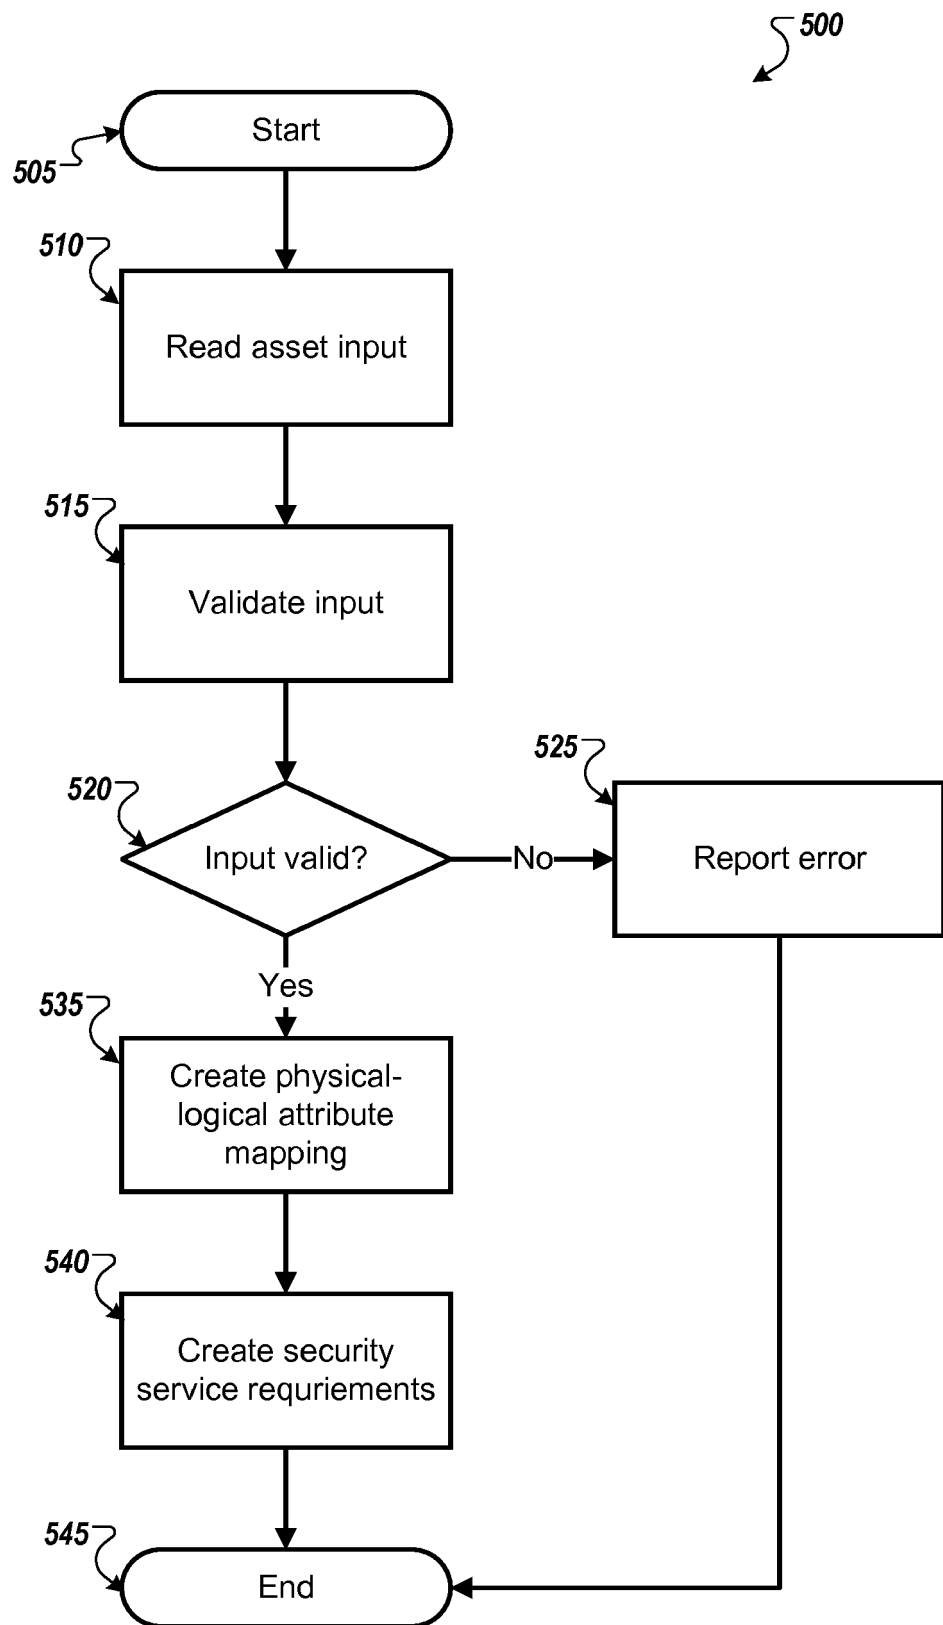 500
Start
505
510
Read asset input
515
Validate input
525
520
Input valid?
No
Report error
Yes
535
Create physical-
logical attribute
mapping
540
Create security
service requriements
545
End